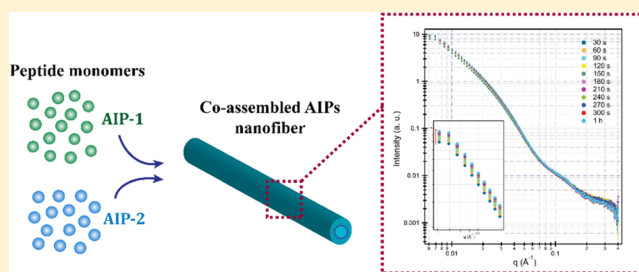 Peptide monomers
AIP-1
AIP-2
Co-assembled AIPs
nanofiber
Intensity (a. u.)
10
1
0.1
0.01
0.001
30 s
60 s
90 s
120 s
150 s
180 s
210 s
240 s
270 s
300 s
1 h
0.01
0.1
q (A⁻¹)